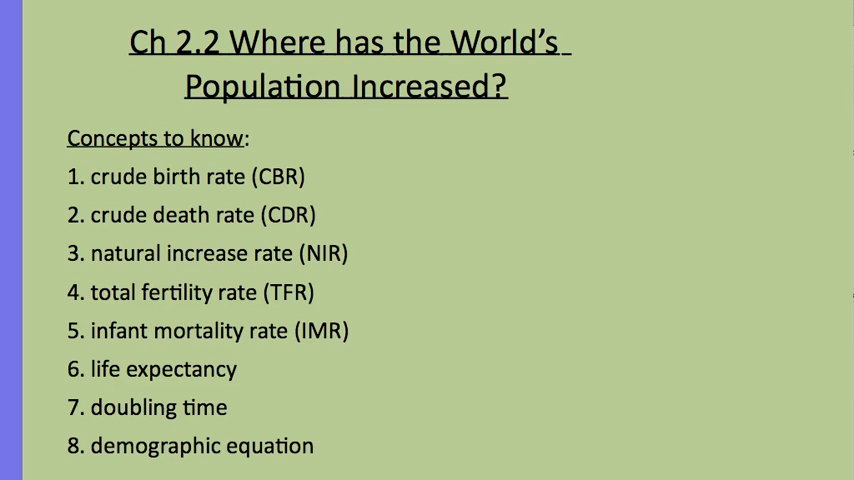 Ch 2.2 Where has the World’s
Population Increased?
Concepts to know:
1. crude birth rate (CBR)
2. crude death rate (CDR)
3. natural increase rate (NIR)
4. total fertility rate (TFR)
5. infant mortality rate (IMR)
6. life expectancy
7. doubling time
8. demographic equation